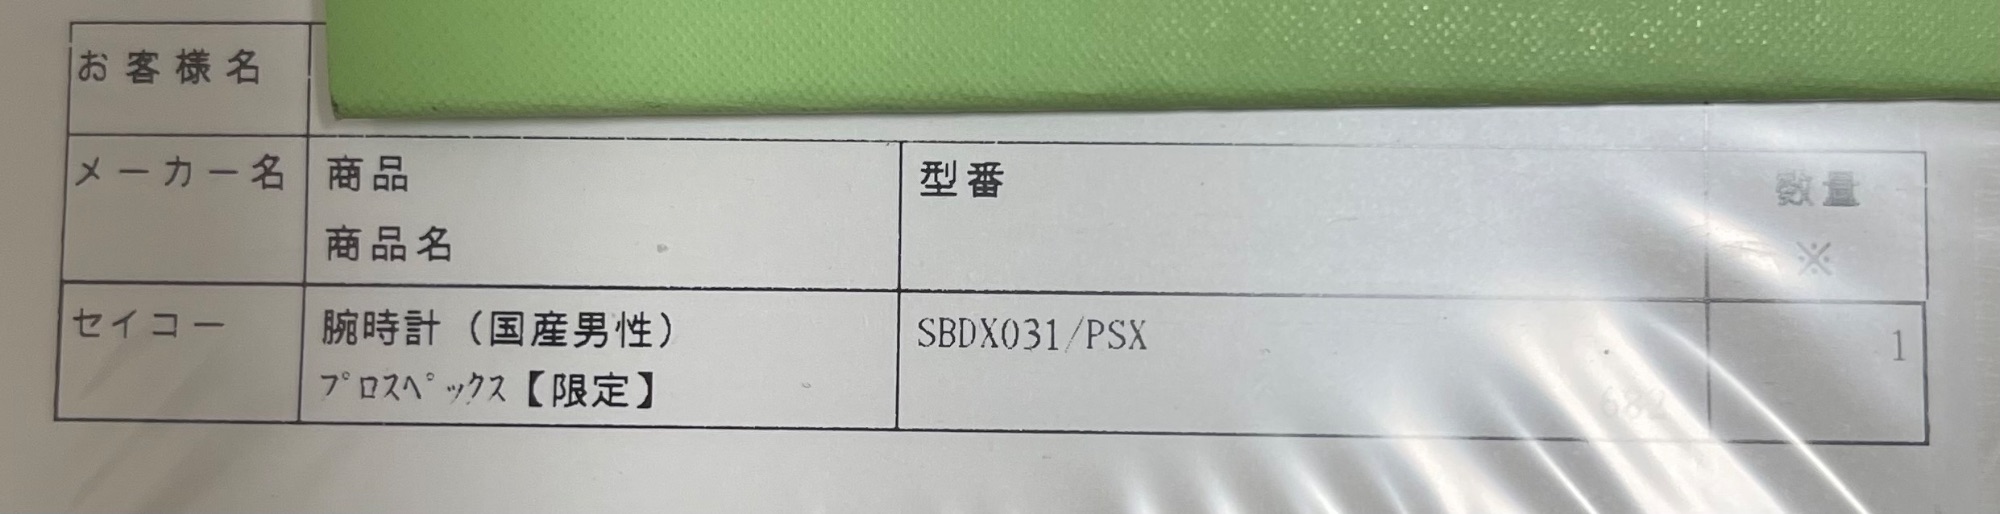 お客様名
メーカー名
商品
商品名
型番
数量
※
セイコー
腕時計（国産男性）
ﾌﾟﾛｽﾍﾟｯｸｽ【限定】
SBDX031/PSX
682
1